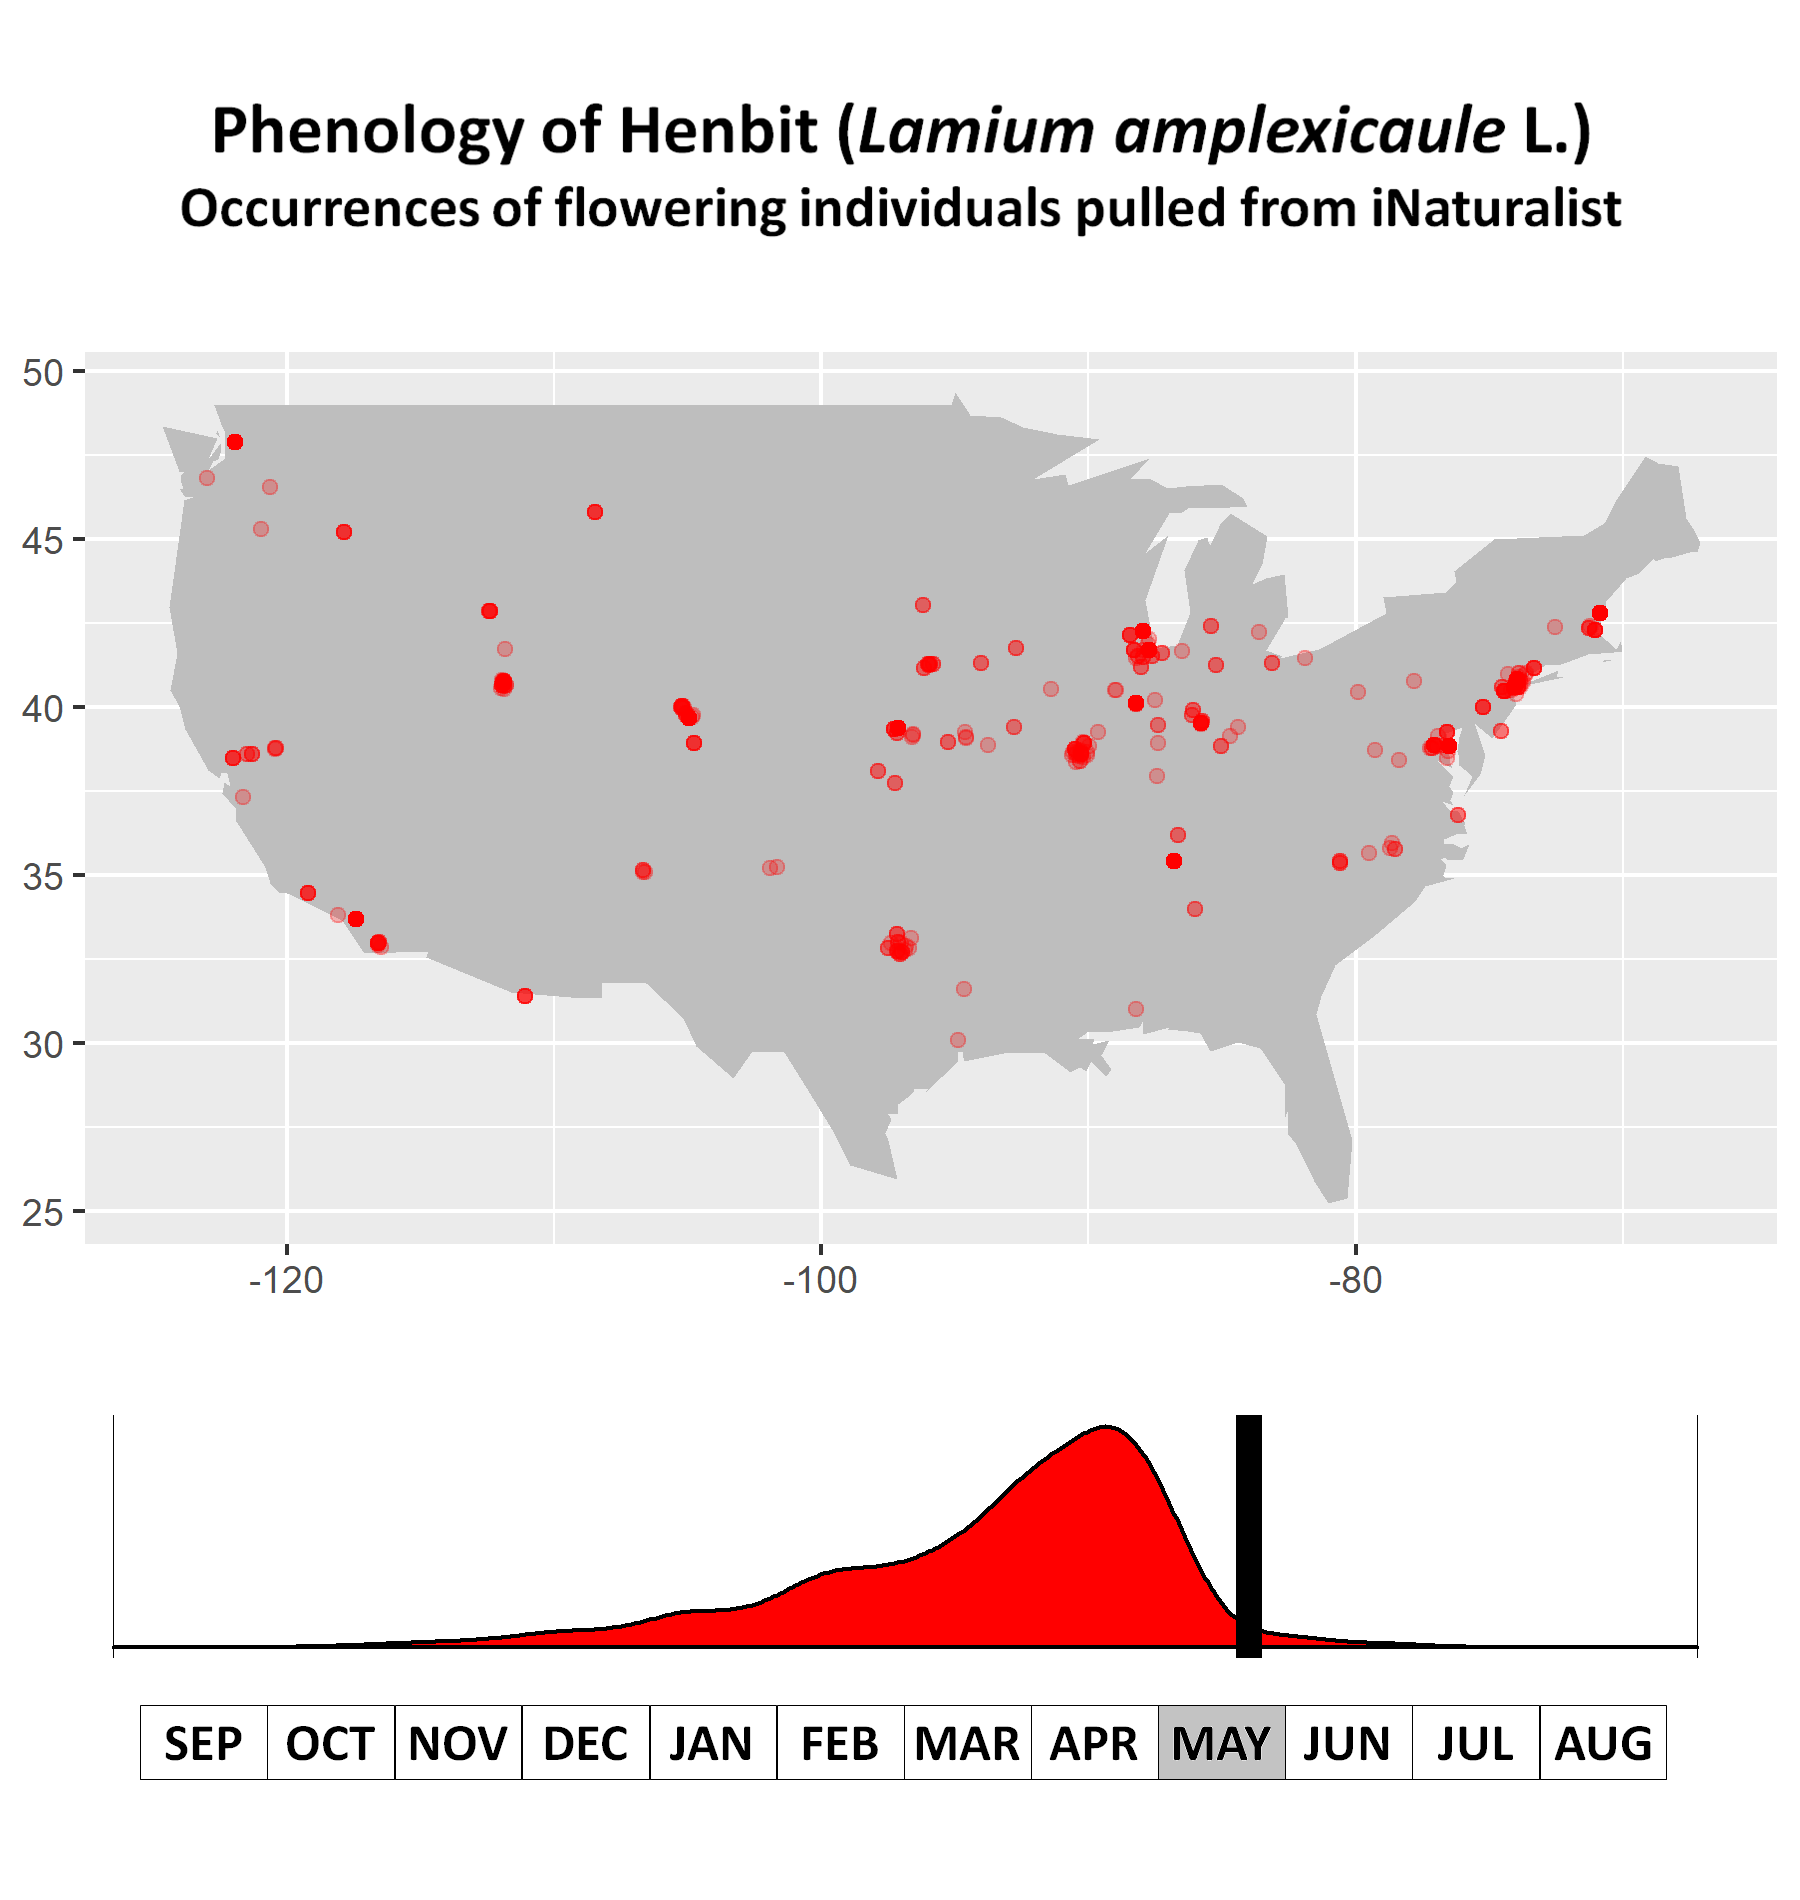 Phenology of Henbit (Lamium amplexicaule L.)
Occurrences of flowering individuals pulled from iNaturalist
50
45
40
35
30
25
-120 -100 -80
SEP OCT NOV DEC JAN FEB MAR APR MAY JUN JUL AUG